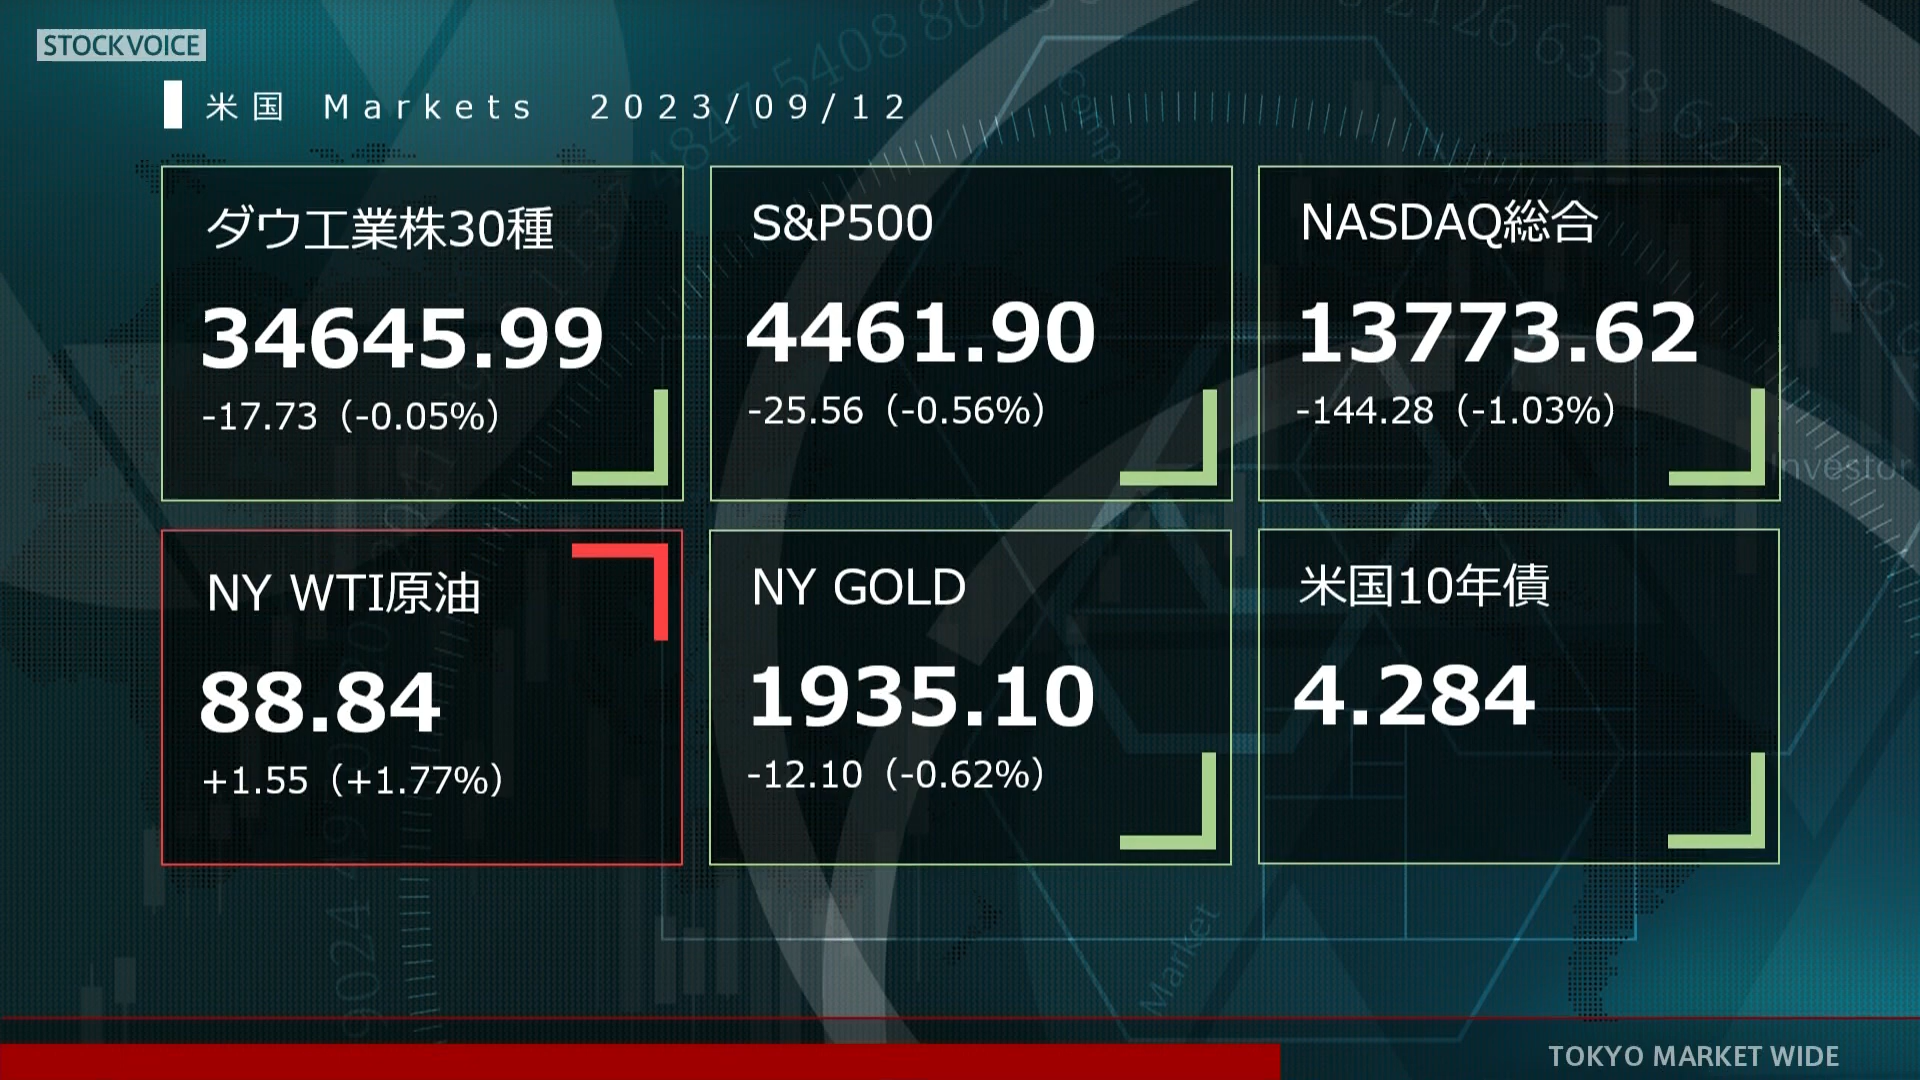 STOCKVOICE
米国 Markets 2023/09/12
ダウ工業株30種
34645.99
-17.73（-0.05%）
S&P500
4461.90
-25.56（-0.56%）
NASDAQ総合
13773.62
-144.28（-1.03%）
NY WTI原油
88.84
+1.55（+1.77%）
NY GOLD
1935.10
-12.10（-0.62%）
米国10年債
4.284
Company
Investor
Market
TOKYO MARKET WIDE